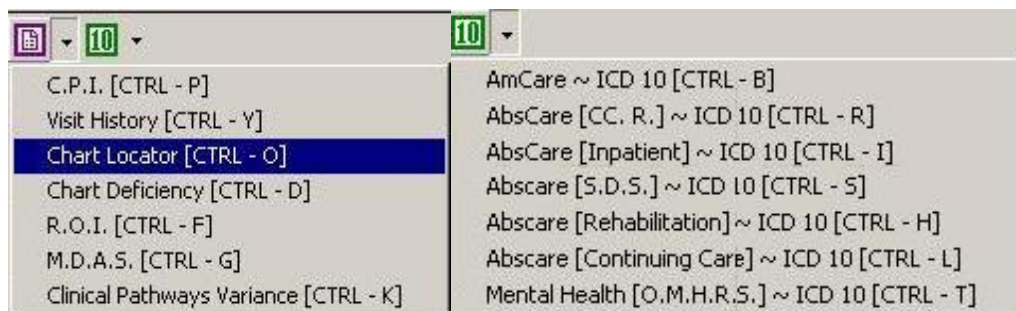 10
C.P.I. [CTRL - P]
Visit History [CTRL - Y]
Chart Locator [CTRL - O]
Chart Deficiency [CTRL - D]
R.O.I. [CTRL - F]
M.D.A.S. [CTRL - G]
Clinical Pathways Variance [CTRL - K]
10
AmCare ~ ICD 10 [CTRL - B]
AbsCare [CC. R.] ~ ICD 10 [CTRL - R]
AbsCare [Inpatient] ~ ICD 10 [CTRL - I]
Abscare [S.D.S.] ~ ICD 10 [CTRL - S]
Abscare [Rehabilitation] ~ ICD 10 [CTRL - H]
Abscare [Continuing Care] ~ ICD 10 [CTRL - L]
Mental Health [O.M.H.R.S.] ~ ICD 10 [CTRL - T]